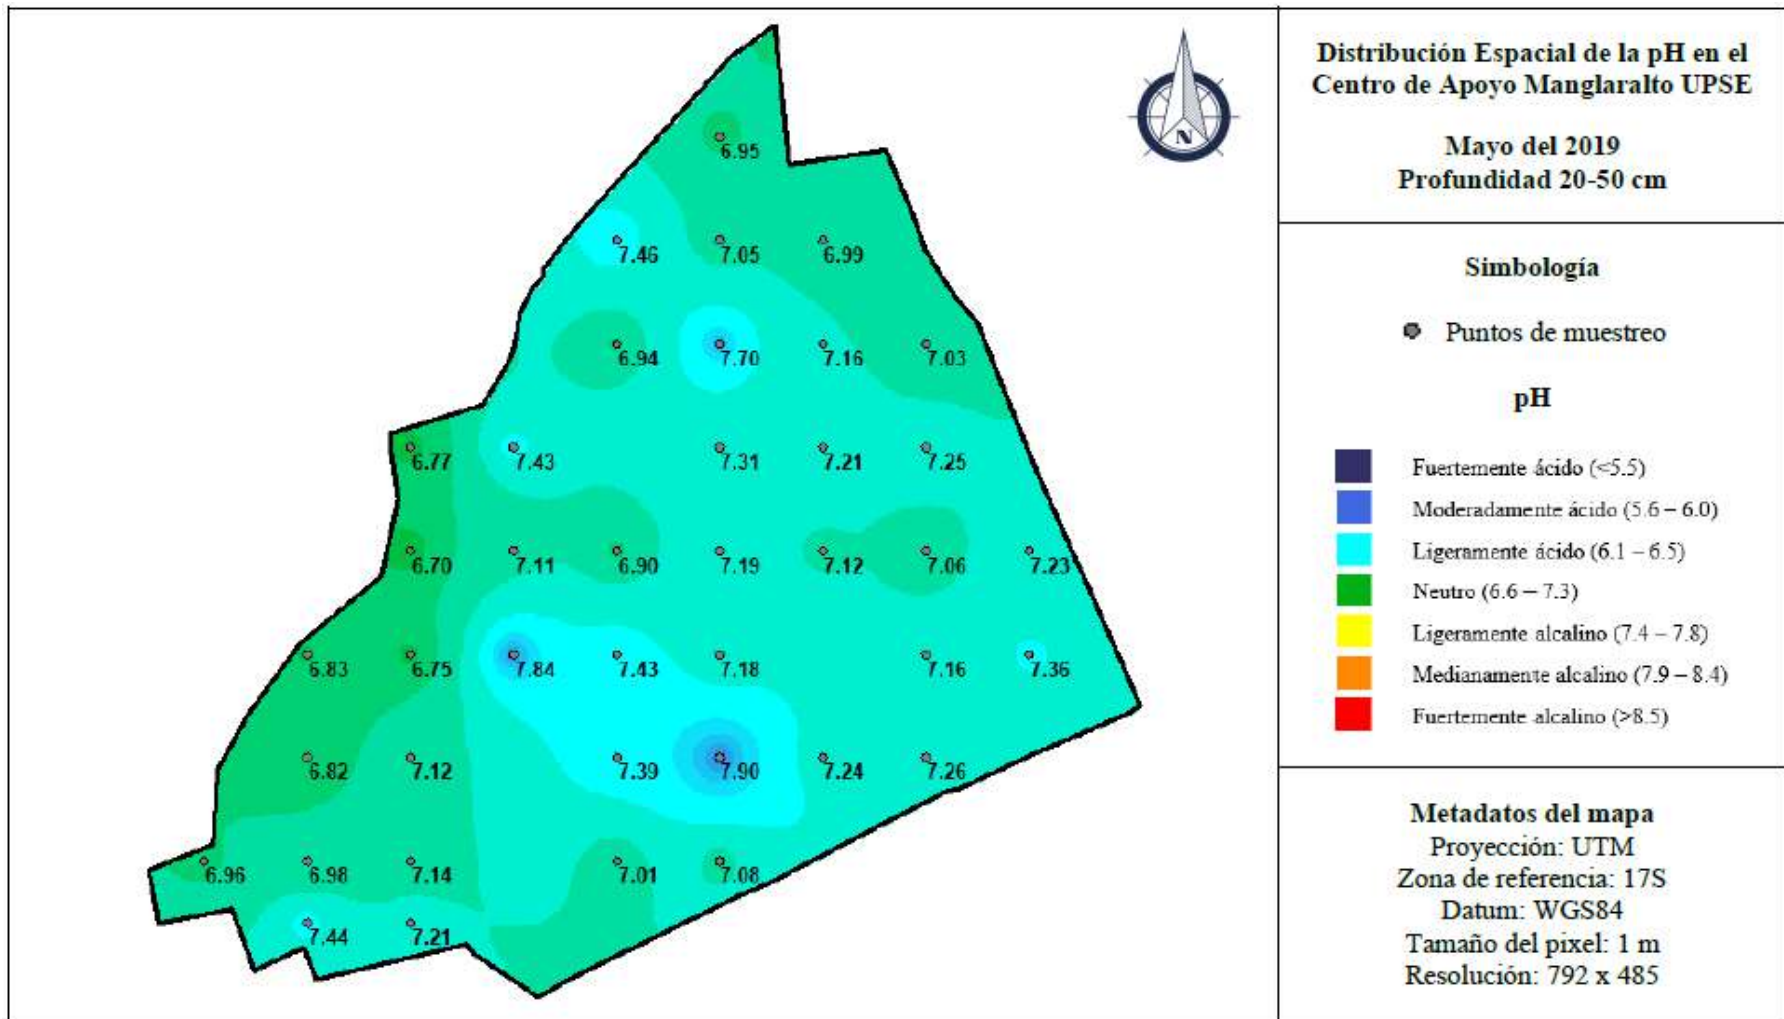 Distribución Espacial de la pH en el
Centro de Apoyo Manglaralto UPSE
Mayo del 2019
Profundidad 20-50 cm
N
6.95
7.46 7.05 6.99
6.94 7.70 7.16 7.03
6.77 7.43 7.31 7.21 7.25
6.70 7.11 6.90 7.19 7.12 7.06 7.23
6.83 6.75 7.84 7.43 7.18 7.16 7.36
6.82 7.12 7.39 7.90 7.24 7.26
6.96 6.98 7.14 7.01 7.08
7.44 7.21
Simbología
Puntos de muestreo
pH
Fuertemente ácido (<5.5)
Moderadamente ácido (5.6 – 6.0)
Ligeramente ácido (6.1 – 6.5)
Neutro (6.6 – 7.3)
Ligeramente alcalino (7.4 – 7.8)
Medianamente alcalino (7.9 – 8.4)
Fuertemente alcalino (>8.5)
Metadatos del mapa
Proyección: UTM
Zona de referencia: 17S
Datum: WGS84
Tamaño del pixel: 1 m
Resolución: 792 x 485